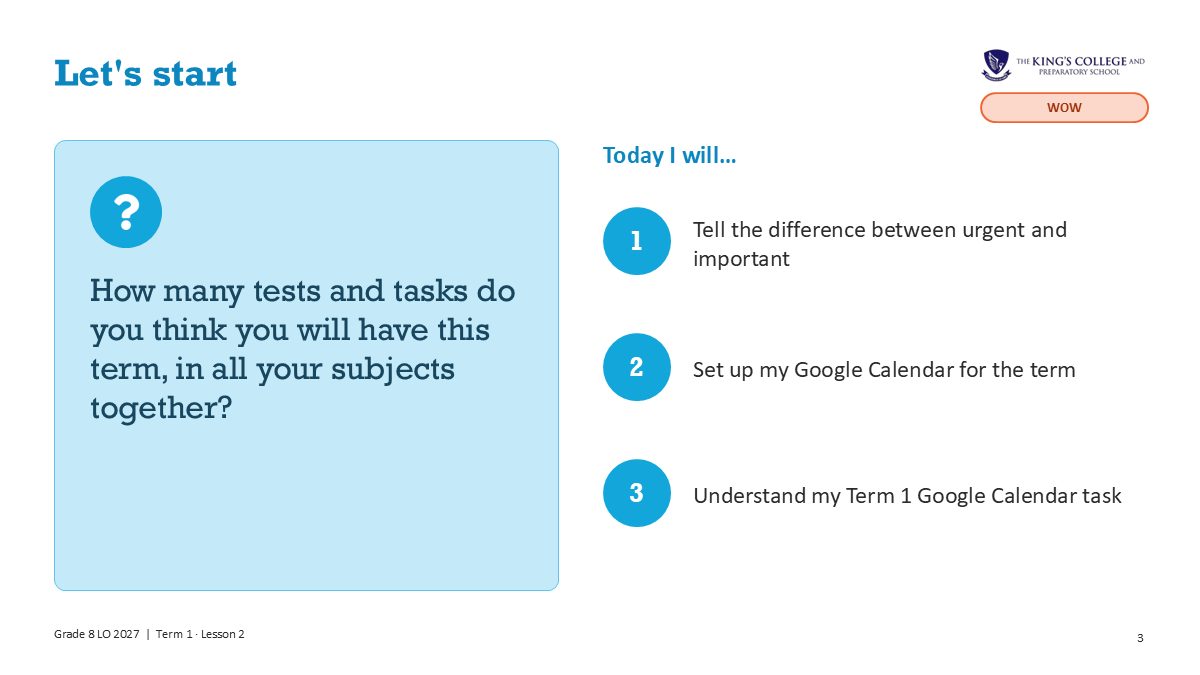 Let's start
THE KING'S COLLEGE AND
PREPARATORY SCHOOL
WOW
?
How many tests and tasks do
you think you will have this
term, in all your subjects
together?
Today I will...
1
Tell the difference between urgent and
important
2
Set up my Google Calendar for the term
3
Understand my Term 1 Google Calendar task
Grade 8 LO 2027 | Term 1 · Lesson 2
3